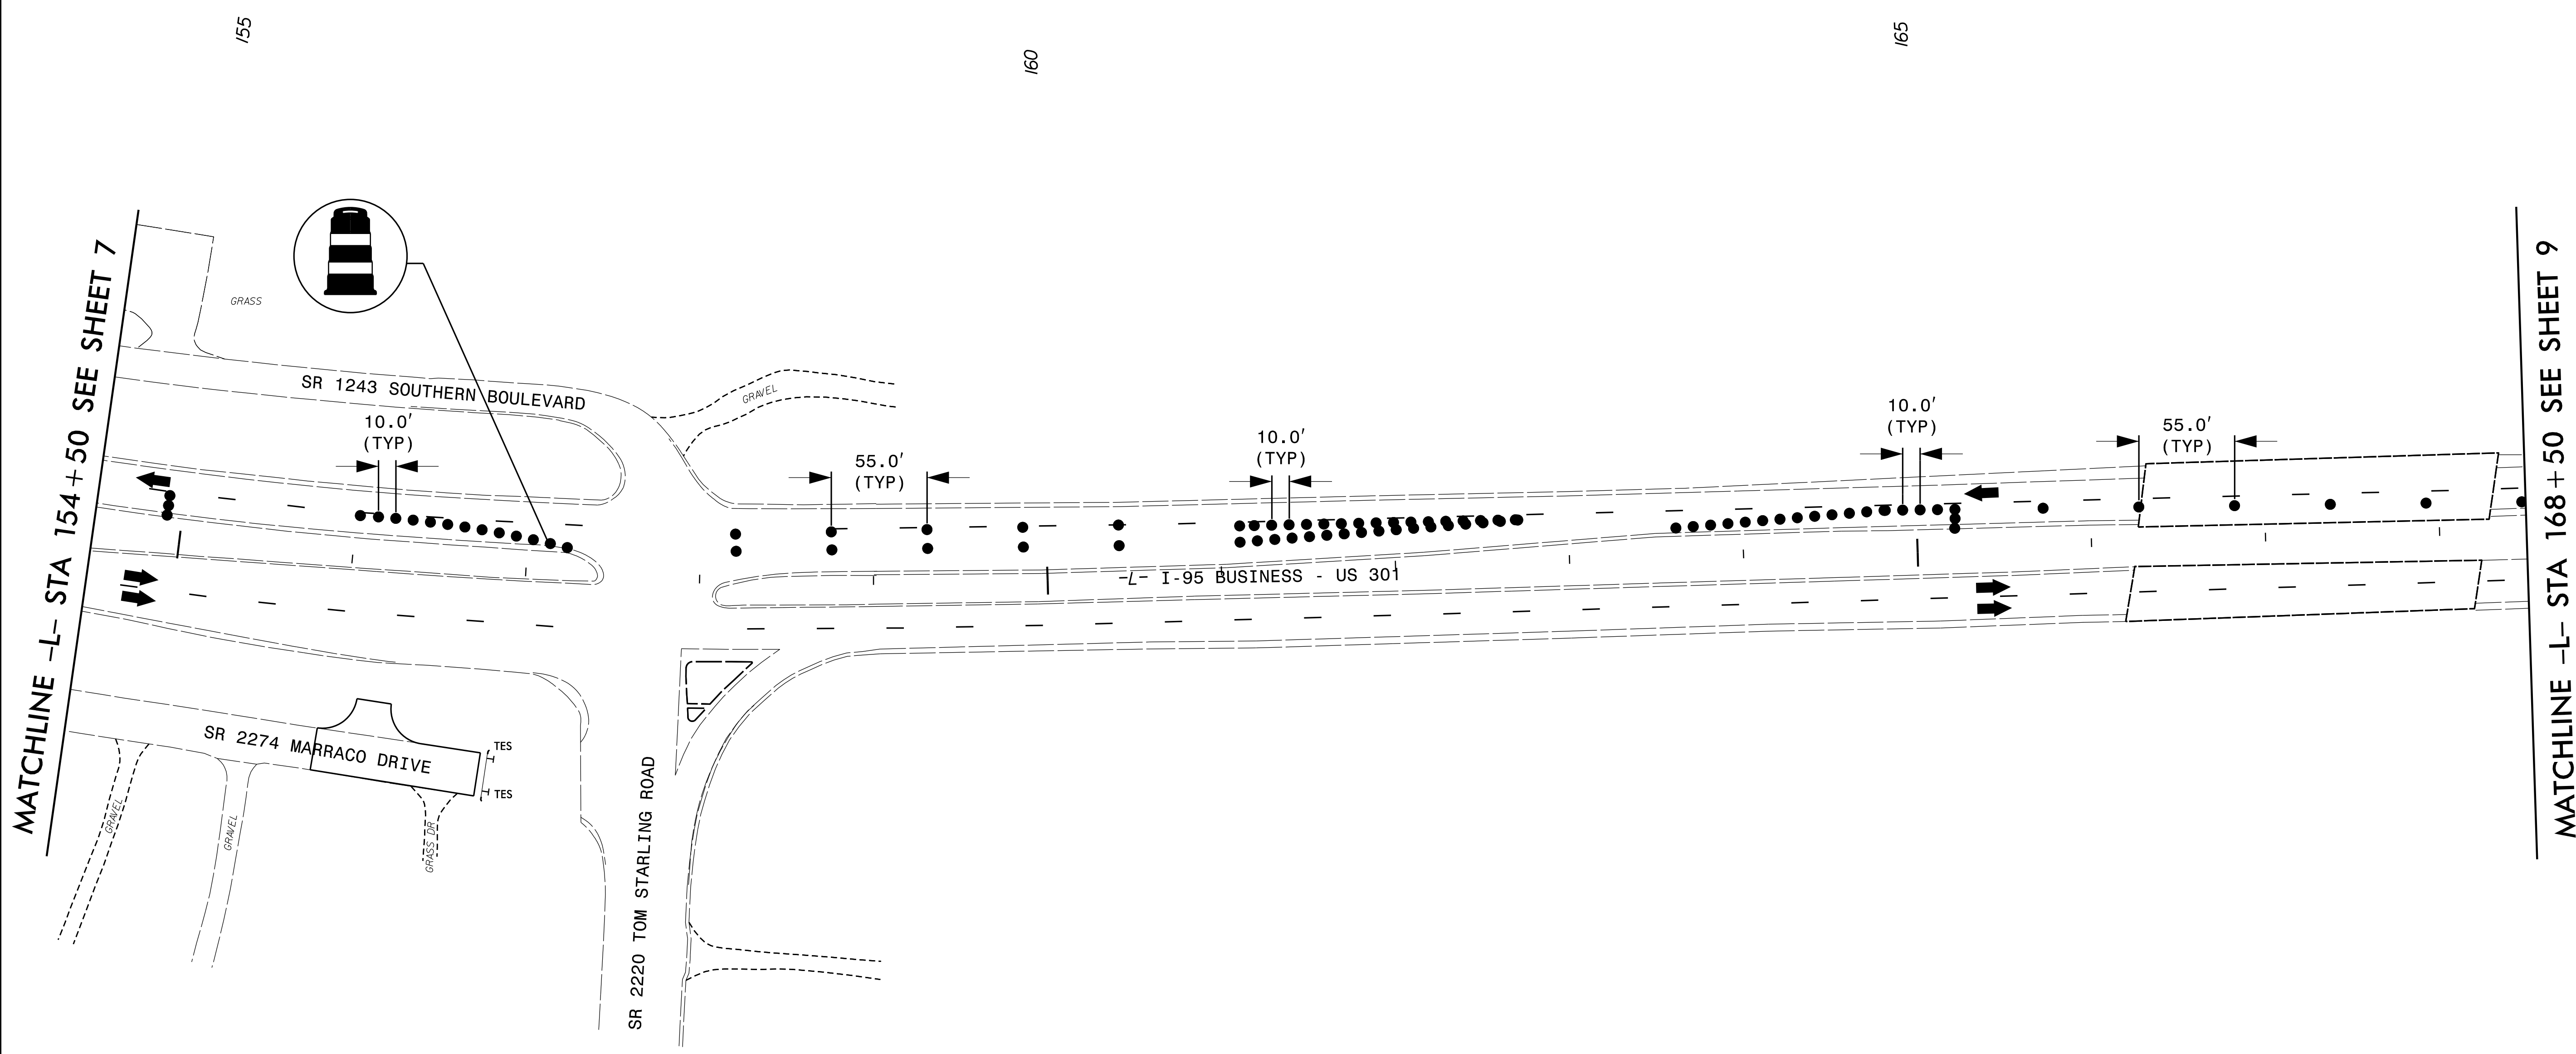 155
160
165
MATCHLINE -L- STA 154+50 SEE SHEET 7
GRASS
SR 1243 SOUTHERN BOULEVARD
GRAVEL
10.0'
(TYP)
55.0'
(TYP)
10.0'
(TYP)
10.0'
(TYP)
55.0'
(TYP)
-L- I-95 BUSINESS - US 301
SR 2274 MARRACO DRIVE
TES
TES
GRAVEL
GRAVEL
GRASS DR
SR 2220 TOM STARLING ROAD
MATCHLINE -L- STA 168+50 SEE SHEET 9